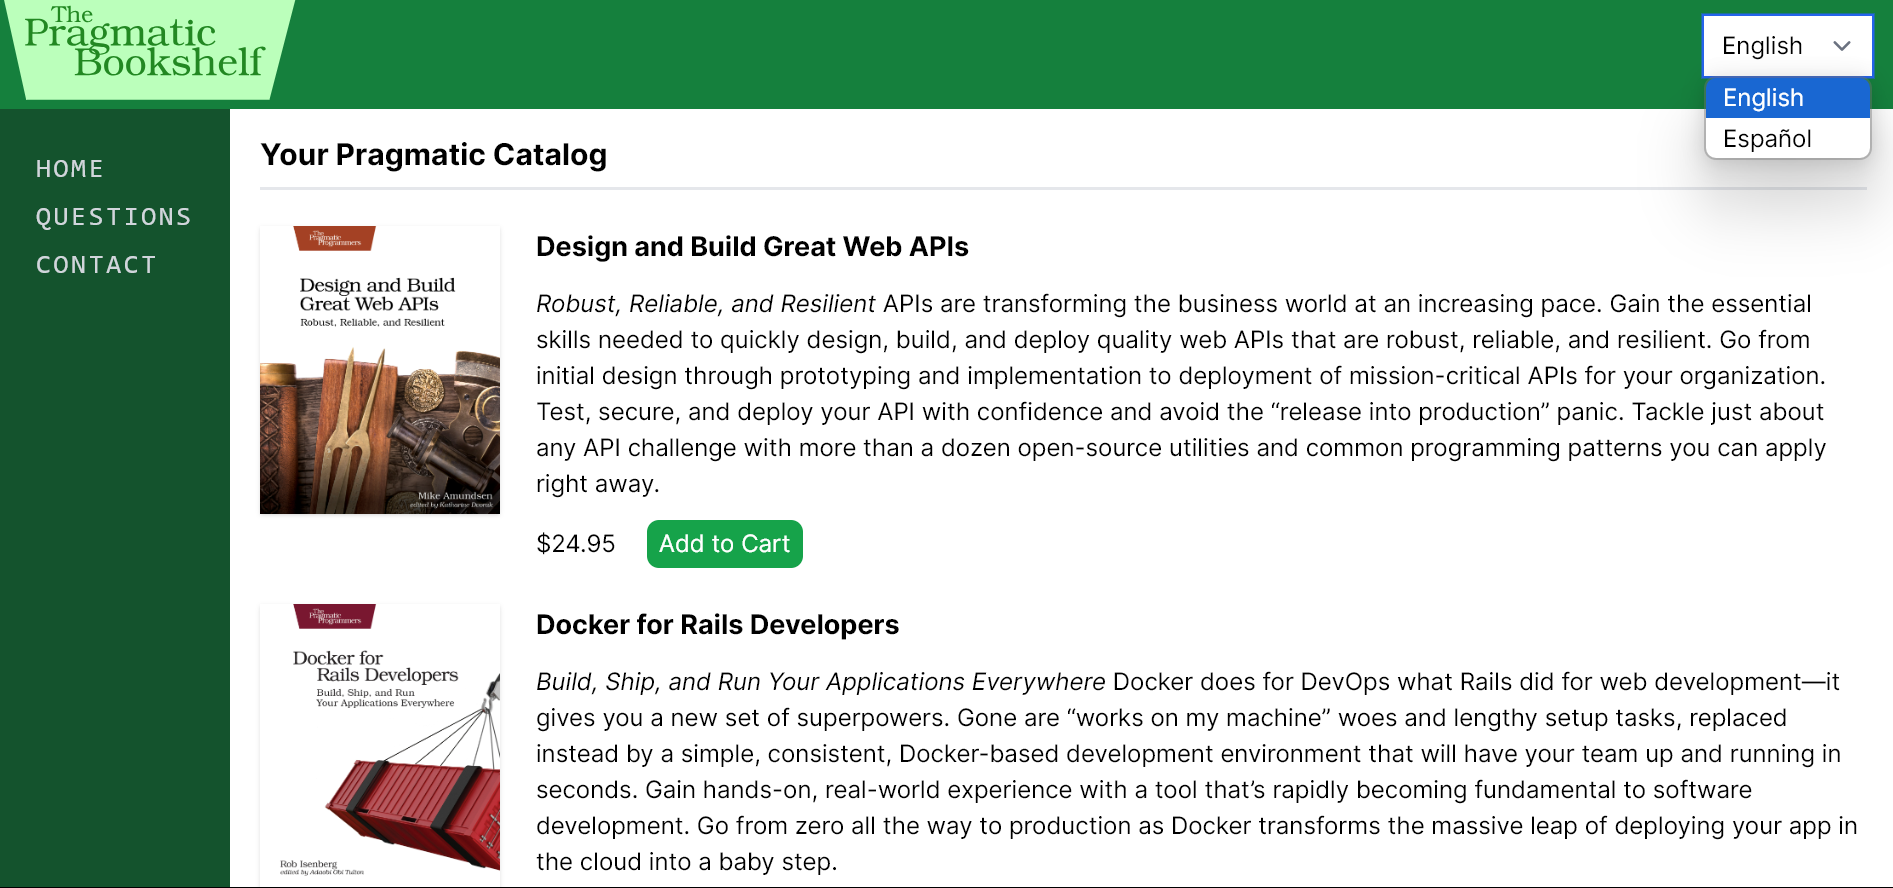 The
Pragmatic
Bookshelf
English
English
Español
HOME
QUESTIONS
CONTACT
Your Pragmatic Catalog
The
Pragmatic
Programmers
Design and Build
Great Web APIs
Robust, Reliable, and Resilient
Mike Amundsen
edited by Katharine Dvorak
Design and Build Great Web APIs
Robust, Reliable, and Resilient APIs are transforming the business world at an increasing pace. Gain the essential
skills needed to quickly design, build, and deploy quality web APIs that are robust, reliable, and resilient. Go from
initial design through prototyping and implementation to deployment of mission-critical APIs for your organization.
Test, secure, and deploy your API with confidence and avoid the “release into production” panic. Tackle just about
any API challenge with more than a dozen open-source utilities and common programming patterns you can apply
right away.
$24.95 Add to Cart
The
Pragmatic
Programmers
Docker for
Rails Developers
Build, Ship, and Run
Your Applications Everywhere
Rob Isenberg
edited by Adaobi Obi Tulton
Docker for Rails Developers
Build, Ship, and Run Your Applications Everywhere Docker does for DevOps what Rails did for web development—it
gives you a new set of superpowers. Gone are “works on my machine” woes and lengthy setup tasks, replaced
instead by a simple, consistent, Docker-based development environment that will have your team up and running in
seconds. Gain hands-on, real-world experience with a tool that’s rapidly becoming fundamental to software
development. Go from zero all the way to production as Docker transforms the massive leap of deploying your app in
the cloud into a baby step.